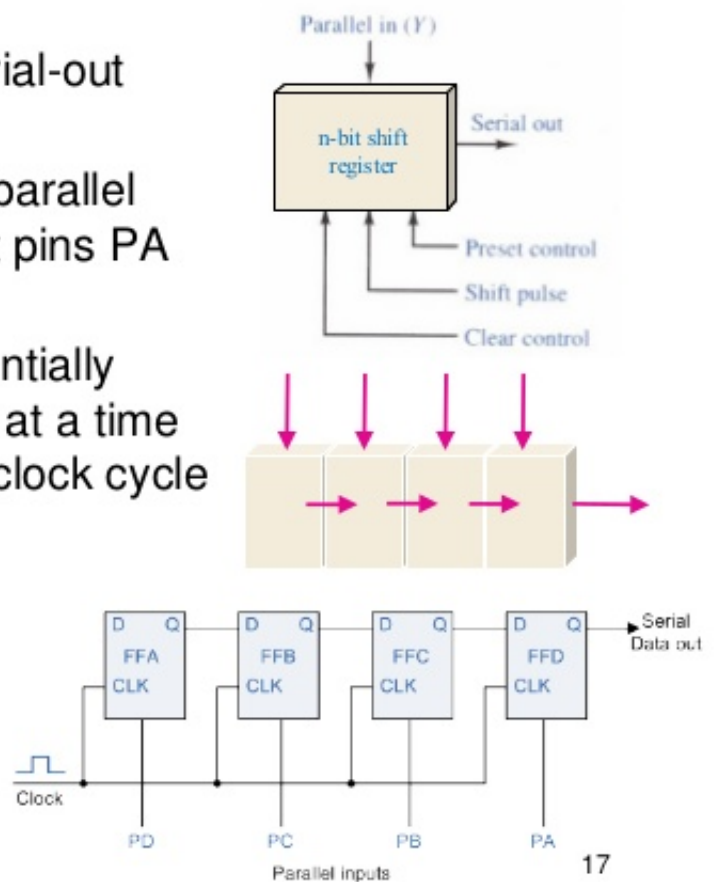 rial-out
parallel
t pins PA
ntially
at a time
clock cycle
Parallel in (Y)
n-bit shift
register
Serial out
Preset control
Shift pulse
Clear control
D Q D Q D Q D Q
FFA FFB FFC FFD
CLK CLK CLK CLK
Serial
Data out
Clock
PD PC PB PA
Parallel inputs
17